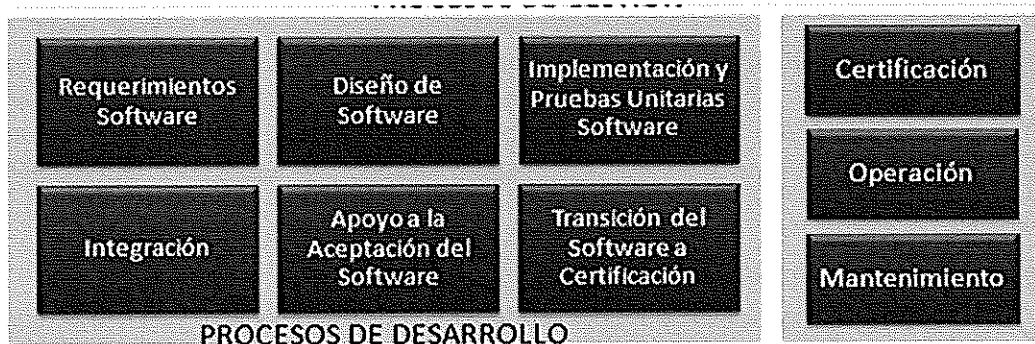 Requerimientos
Software
Diseño de
Software
Implementación y
Pruebas Unitarias
Software
Integración
Apoyo a la
Aceptación del
Software
Transición del
Software a
Certificación
PROCESOS DE DESARROLLO
Certificación
Operación
Mantenimiento